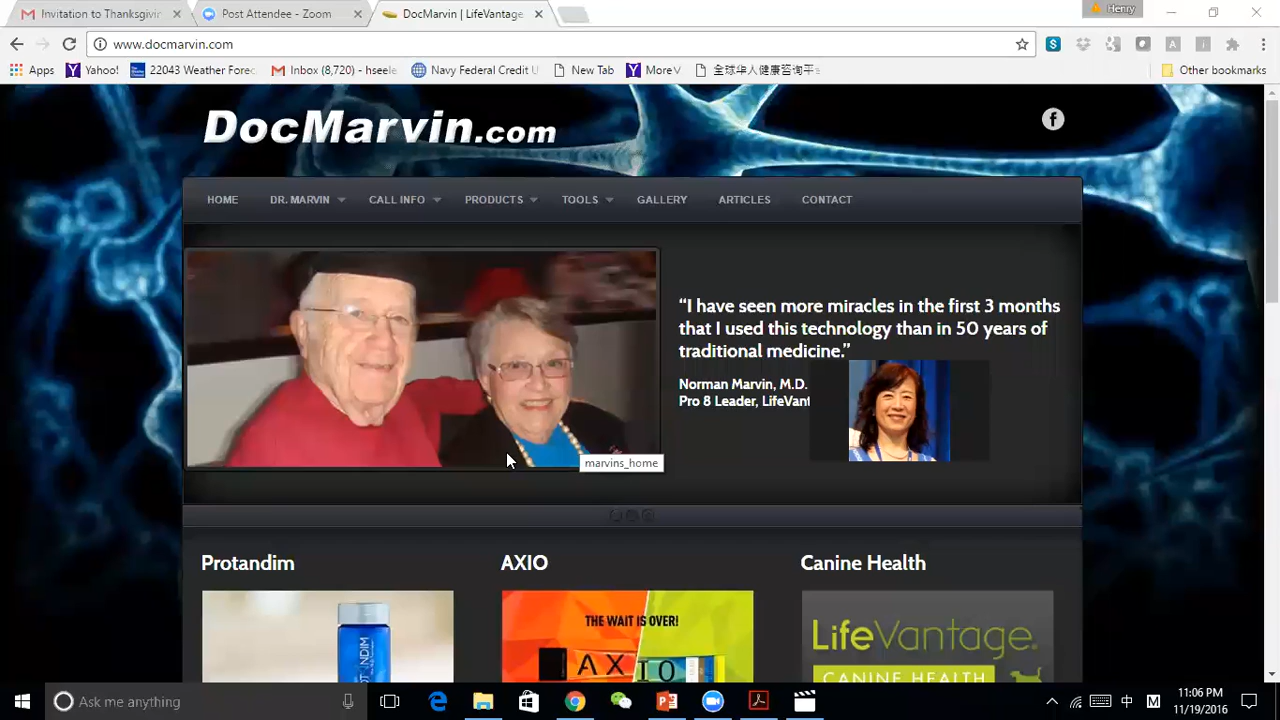 Invitation to Thanksgivin
Post Attendee - Zoom
DocMarvin | LifeVantage
Henry
www.docmarvin.com
Apps
Yahoo!
22043 Weather Forec
Inbox (8,720) - hseele
Navy Federal Credit U
New Tab
More
全球华人健康咨询平
Other bookmarks
DocMarvin.com
HOME
DR. MARVIN
CALL INFO
PRODUCTS
TOOLS
GALLERY
ARTICLES
CONTACT
“I have seen more miracles in the first 3 months
that I used this technology than in 50 years of
traditional medicine.”
Norman Marvin, M.D.
Pro 8 Leader, LifeVant
marvins_home
Protandim
AXIO
Canine Health
THE WAIT IS OVER!
AXIO
LifeVantage.
CANINE HEALTH
Ask me anything
中
M
11:06 PM
11/19/2016